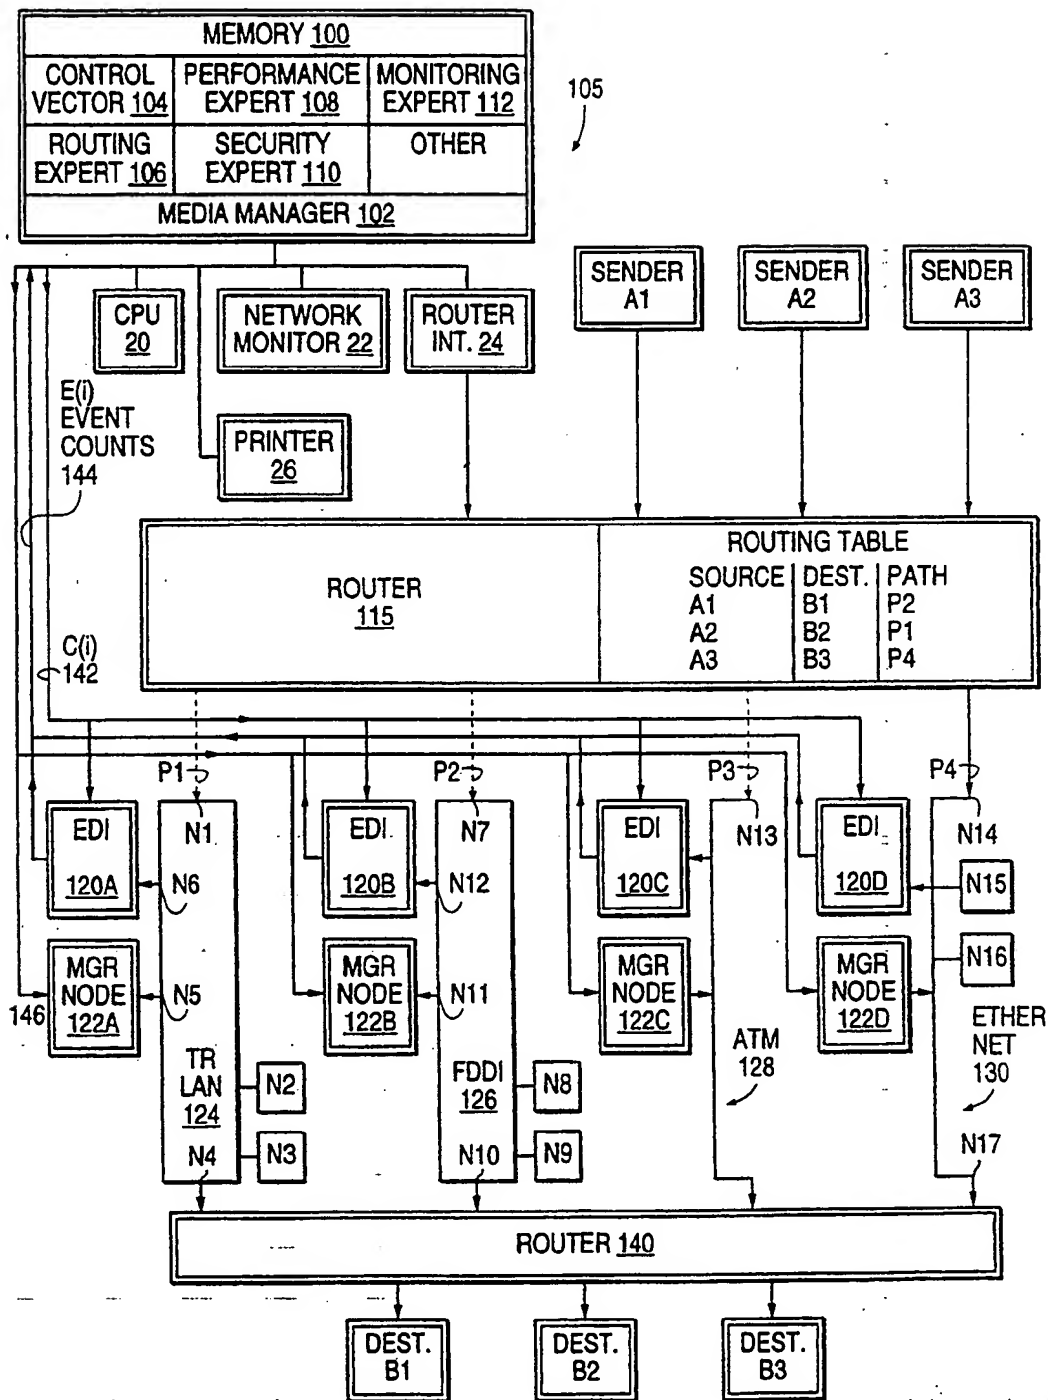 MEMORY 100
CONTROL
VECTOR 104
PERFORMANCE
EXPERT 108
MONITORING
EXPERT 112
ROUTING
EXPERT 106
SECURITY
EXPERT 110
OTHER
MEDIA MANAGER 102
105
SENDER
A1
SENDER
A2
SENDER
A3
CPU
20
NETWORK
MONITOR 22
ROUTER
INT. 24
E(i)
EVENT
COUNTS
144
PRINTER
26
ROUTER
115
ROUTING TABLE
SOURCE DEST. PATH
A1 B1 P2
A2 B2 P1
A3 B3 P4
C(i)
142
P1
P2
P3
P4
EDI
120A
N1
N6
EDI
120B
N7
N12
EDI
120C
N13
EDI
120D
N14
N15
146
MGR
NODE
122A
N5
MGR
NODE
122B
N11
MGR
NODE
122C
MGR
NODE
122D
N16
TR
LAN
124
N2
N3
N4
FDDI
126
N8
N9
N10
ATM
128
ETHER
NET
130
N17
ROUTER 140
DEST.
B1
DEST.
B2
DEST.
B3